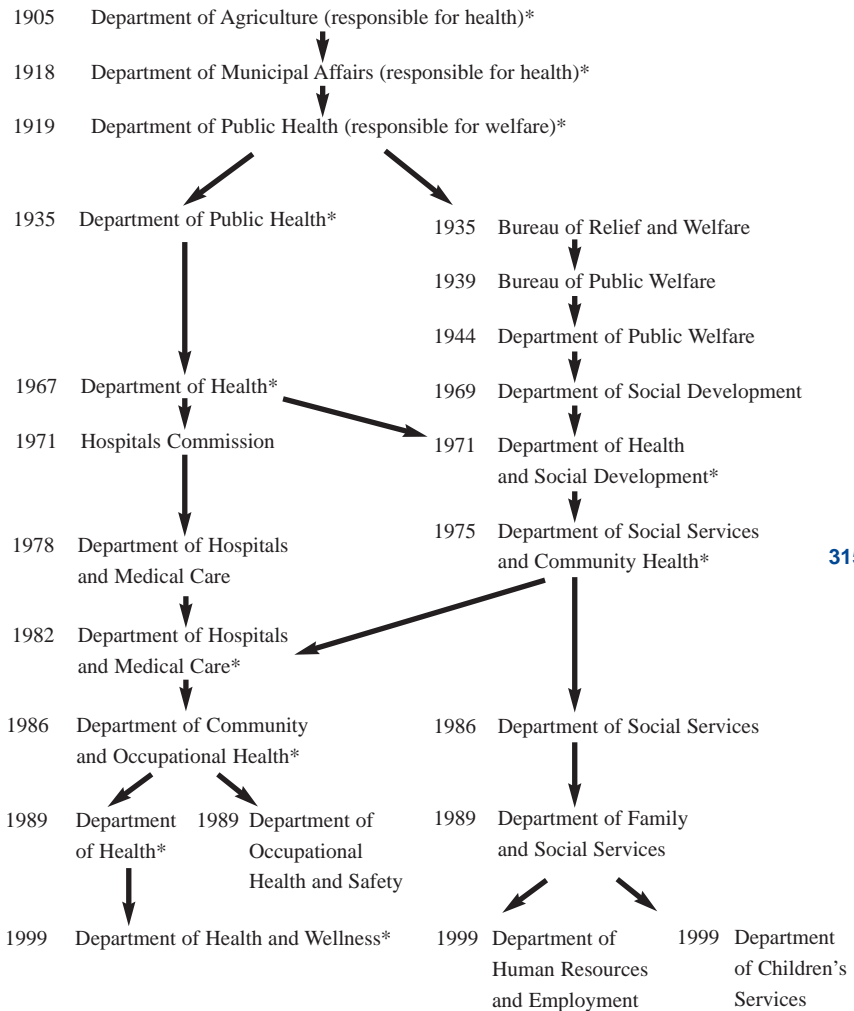 1905 Department of Agriculture (responsible for health)*
1918 Department of Municipal Affairs (responsible for health)*
1919 Department of Public Health (responsible for welfare)*
1935 Department of Public Health*
1935 Bureau of Relief and Welfare
1939 Bureau of Public Welfare
1944 Department of Public Welfare
1967 Department of Health*
1969 Department of Social Development
1971 Hospitals Commission
1971 Department of Health
and Social Development*
1975 Department of Social Services
and Community Health*
315
1978 Department of Hospitals
and Medical Care
1982 Department of Hospitals
and Medical Care*
1986 Department of Community
and Occupational Health*
1986 Department of Social Services
1989 Department
of Health*
1989 Department of
Occupational
Health and Safety
1989 Department of Family
and Social Services
1999 Department of Health and Wellness*
1999 Department of
Human Resources
and Employment
1999 Department
of Children's
Services